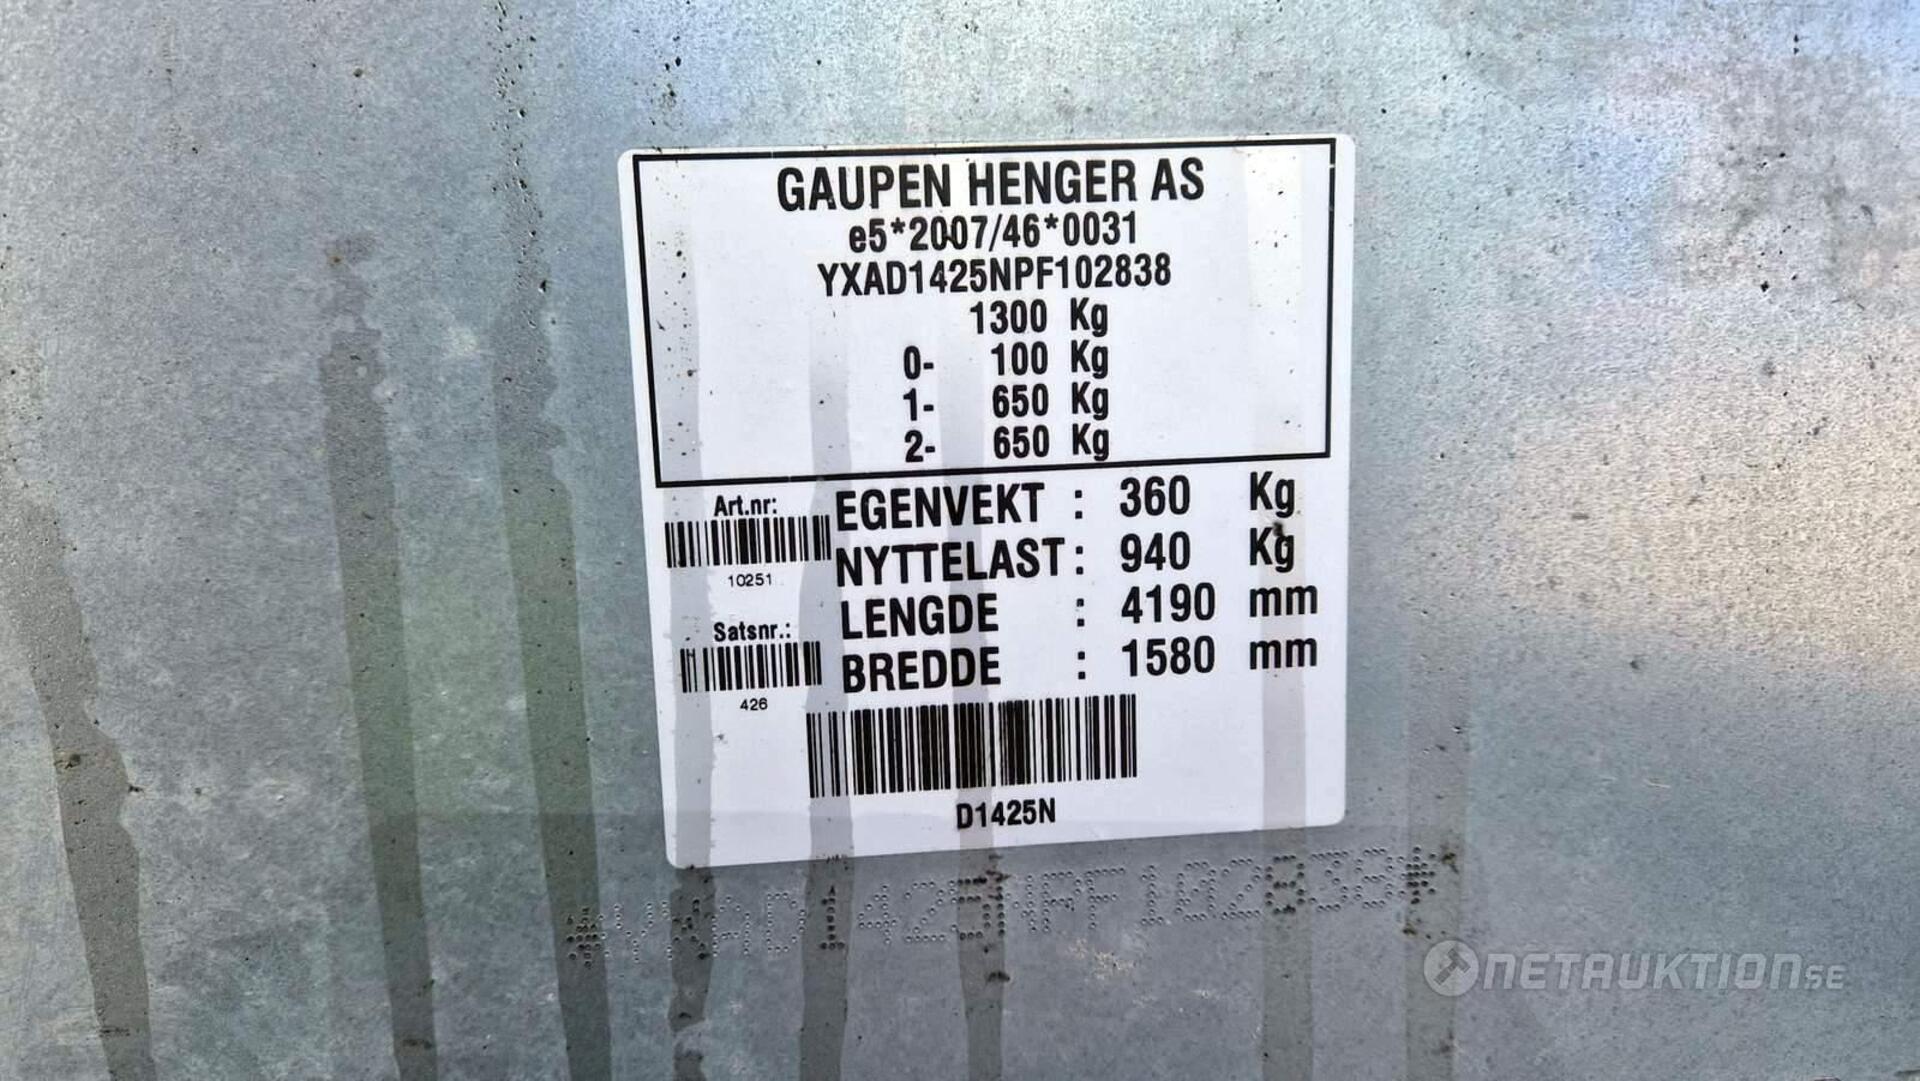 GAUPEN HENGER AS
e5*2007/46*0031
YXAD1425NPF102838
1300 Kg
0- 100 Kg
1- 650 Kg
2- 650 Kg
Art.nr:
10251
Satsnr.:
426
EGENVEKT : 360 Kg
NYTTELAST : 940 Kg
LENGDE : 4190 mm
BREDDE : 1580 mm
D1425N
*YXAD1425NPF102838*
NETAUKTION.SE